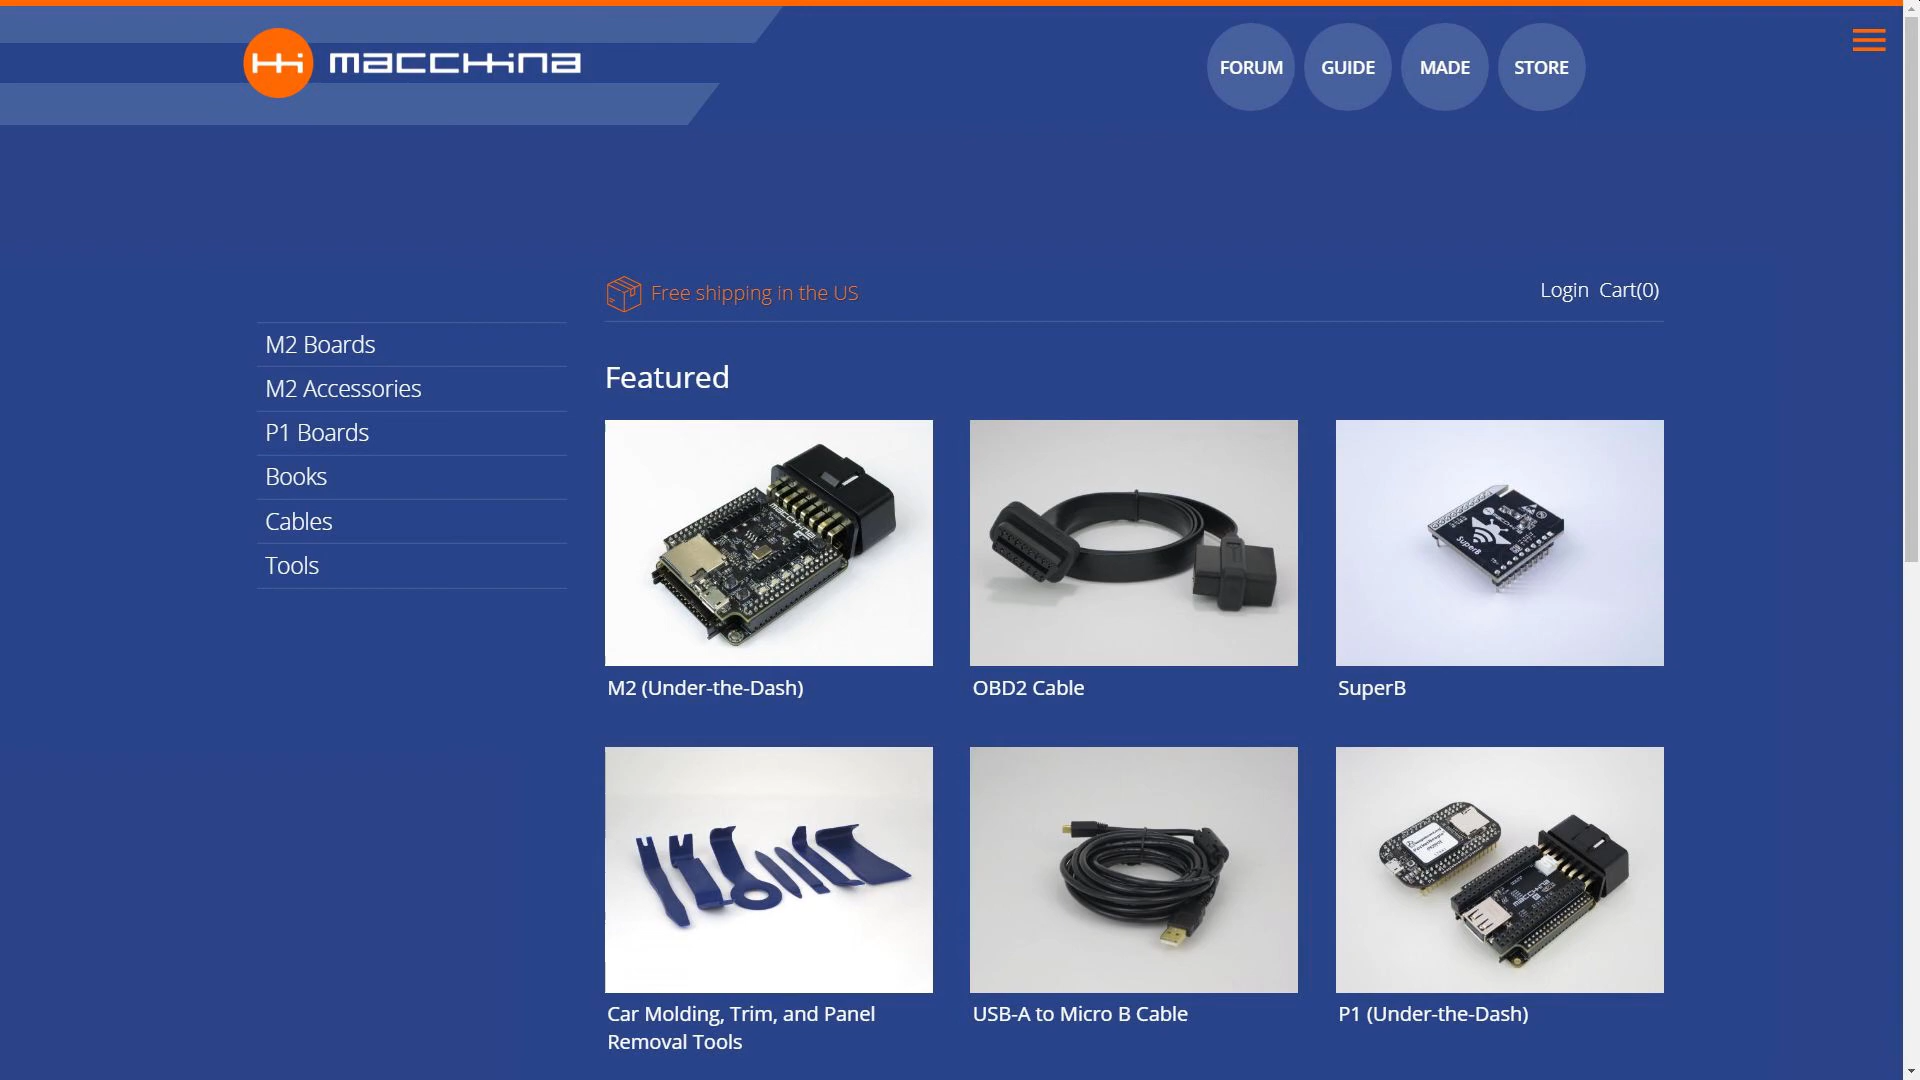 macchina
FORUM
GUIDE
MADE
STORE
Free shipping in the US
Login Cart(0)
M2 Boards
M2 Accessories
P1 Boards
Books
Cables
Tools
Featured
M2 (Under-the-Dash)
OBD2 Cable
SuperB
SuperB
Car Molding, Trim, and Panel
Removal Tools
USB-A to Micro B Cable
P1 (Under-the-Dash)